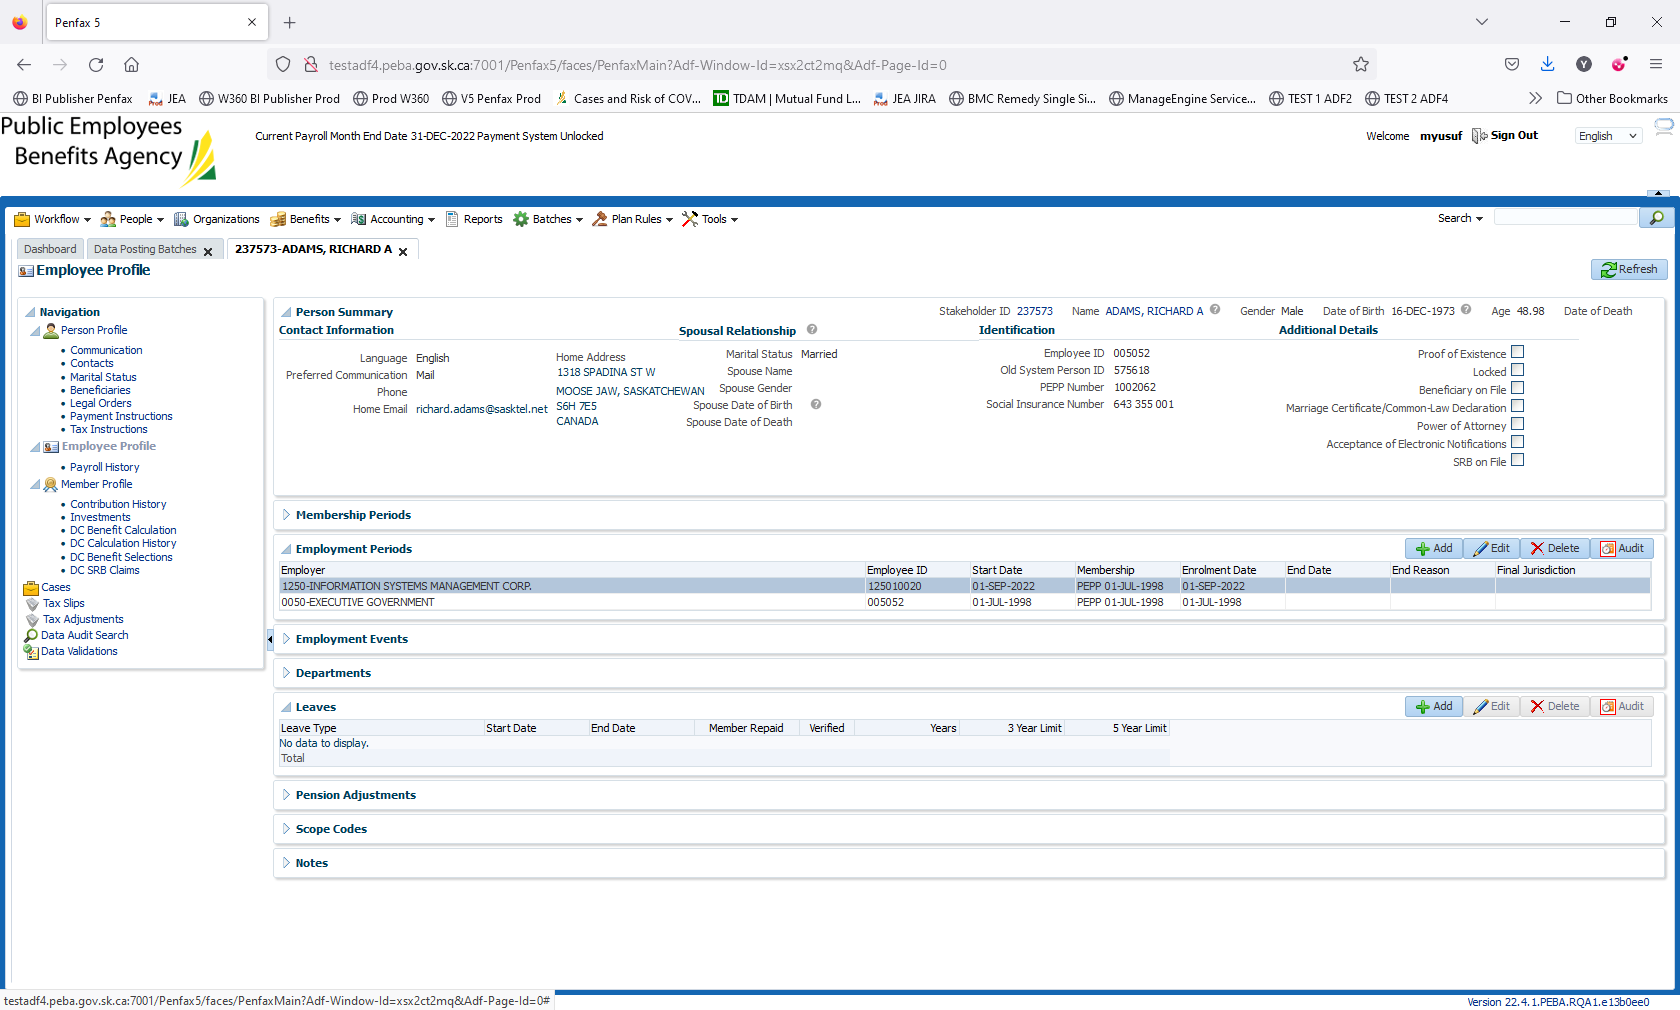 Penfax 5
testadf4.peba.gov.sk.ca:7001/Penfax5/faces/PenfaxMain?Adf-Window-Id=xsx2ct2mq&Adf-Page-Id=0
BI Publisher Penfax JEA W360 BI Publisher Prod Prod W360 V5 Penfax Prod Cases and Risk of COV... TD TDAM | Mutual Fund L... JEA JIRA BMC Remedy Single Si... ManageEngine Service... TEST 1 ADF2 TEST 2 ADF4 Other Bookmarks
Public Employees
Benefits Agency
Current Payroll Month End Date 31-DEC-2022 Payment System Unlocked
Welcome myusuf Sign Out English
Workflow People Organizations Benefits Accounting Reports Batches Plan Rules Tools Search
Dashboard Data Posting Batches 237573-ADAMS, RICHARD A
Employee Profile
Refresh
Navigation
Person Profile
Communication
Contacts
Marital Status
Beneficiaries
Legal Orders
Payment Instructions
Tax Instructions
Employee Profile
Payroll History
Member Profile
Contribution History
Investments
DC Benefit Calculation
DC Calculation History
DC Benefit Selections
DC SRB Claims
Cases
Tax Slips
Tax Adjustments
Data Audit Search
Data Validations
Person Summary
Stakeholder ID 237573 Name ADAMS, RICHARD A Gender Male Date of Birth 16-DEC-1973 Age 48.98 Date of Death
Contact Information
Language English
Preferred Communication Mail
Phone
Home Email richard.adams@sasktel.net
Home Address
1318 SPADINA ST W
MOOSE JAW, SASKATCHEWAN
S6H 7E5
CANADA
Spousal Relationship
Marital Status Married
Spouse Name
Spouse Gender
Spouse Date of Birth
Spouse Date of Death
Identification
Employee ID 005052
Old System Person ID 575618
PEPP Number 1002062
Social Insurance Number 643 355 001
Additional Details
Proof of Existence
Locked
Beneficiary on File
Marriage Certificate/Common-Law Declaration
Power of Attorney
Acceptance of Electronic Notifications
SRB on File
Membership Periods
Employment Periods
Add Edit Delete Audit
Employer Employee ID Start Date Membership Enrolment Date End Date End Reason Final Jurisdiction
1250-INFORMATION SYSTEMS MANAGEMENT CORP. 125010020 01-SEP-2022 PEPP 01-JUL-1998 01-SEP-2022
0050-EXECUTIVE GOVERNMENT 005052 01-JUL-1998 PEPP 01-JUL-1998 01-JUL-1998
Employment Events
Departments
Leaves
Add Edit Delete Audit
Leave Type Start Date End Date Member Repaid Verified Years 3 Year Limit 5 Year Limit
No data to display.
Total
Pension Adjustments
Scope Codes
Notes
testadf4.peba.gov.sk.ca:7001/Penfax5/faces/PenfaxMain?Adf-Window-Id=xsx2ct2mq&Adf-Page-Id=0#
Version 22.4.1.PEBA.RQA1.e13b0ee0